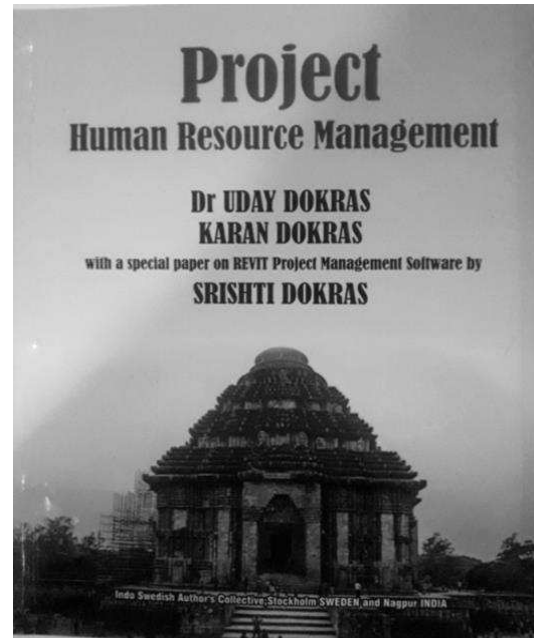 Project
Human Resource Management
Dr UDAY DOKRAS
KARAN DOKRAS
with a special paper on REVIT Project Management Software by
SRISHTI DOKRAS
Indo Swedish Author's Collective,Stockholm SWEDEN,and Nagpur INDIA